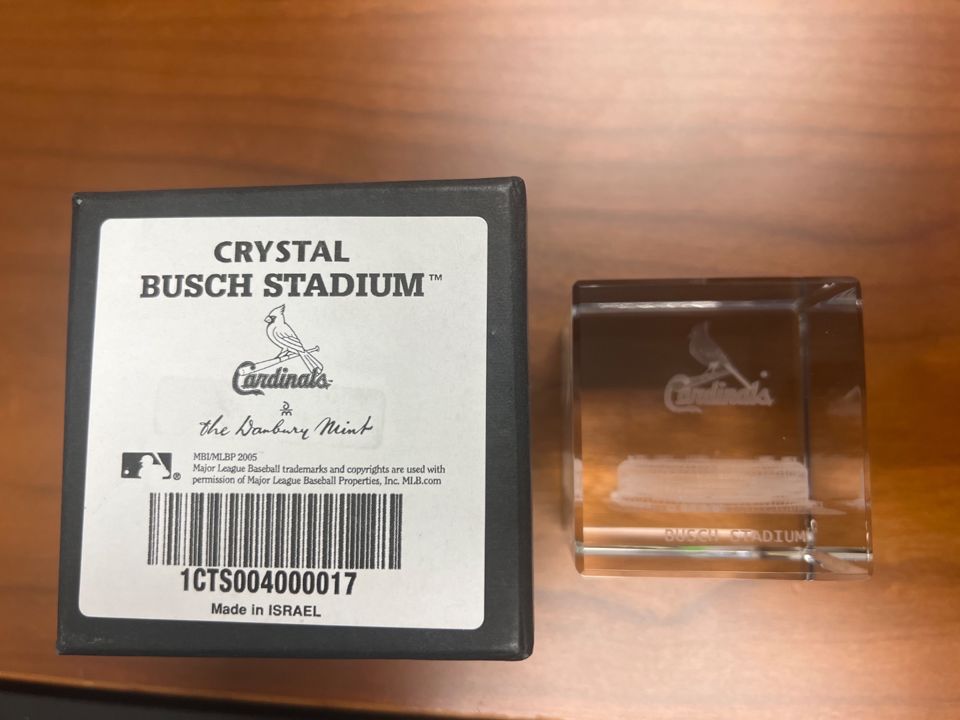 CRYSTAL
BUSCH STADIUM™
Cardinals
DM
the Danbury Mint
MBI/MLBP 2005
Major League Baseball trademarks and copyrights are used with
permission of Major League Baseball Properties, Inc. MLB.com
1CTS004000017
Made in ISRAEL
Cardinals
BUSCH STADIUM